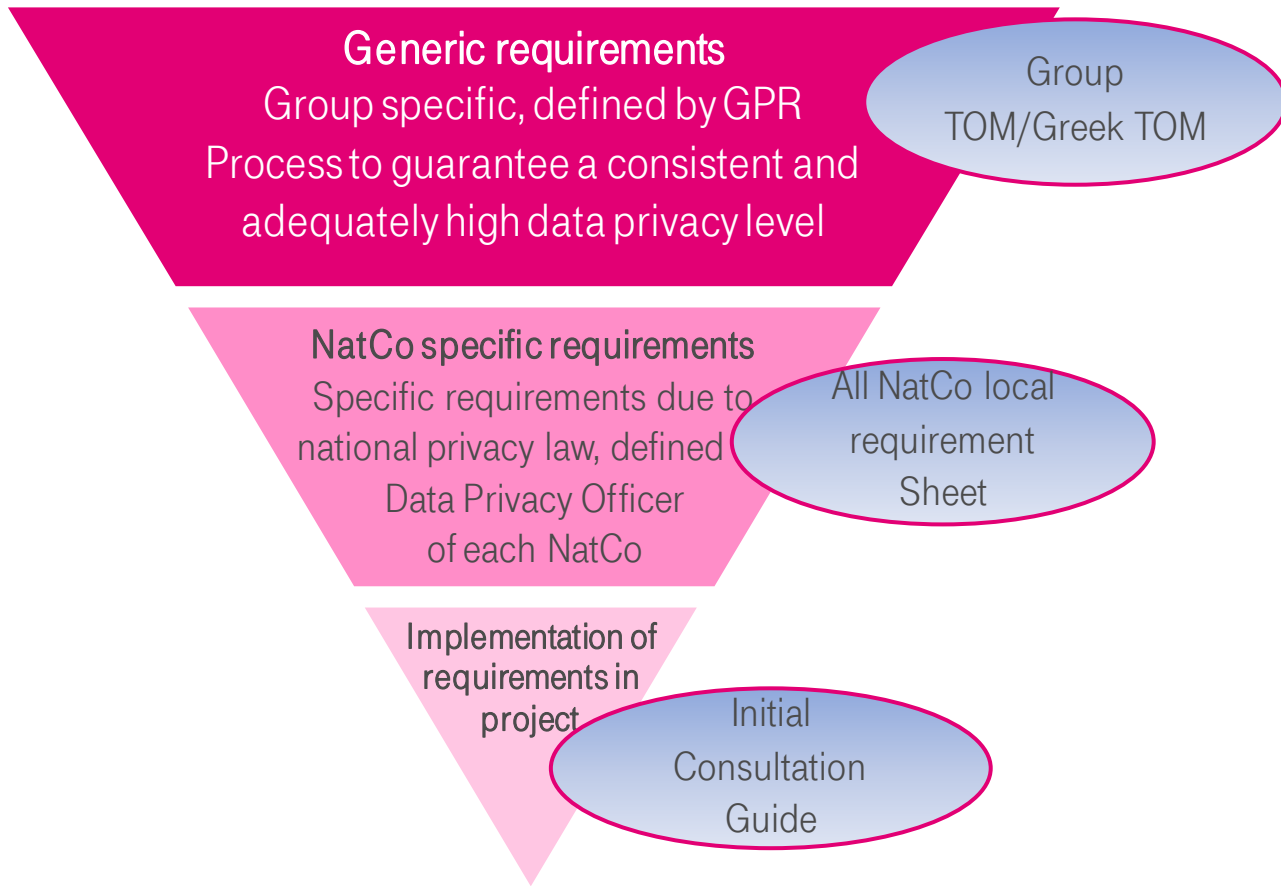 Generic requirements
Group specific, defined by GPR
Process to guarantee a consistent and
adequately high data privacy level
Group
TOM/Greek TOM
NatCo specific requirements
Specific requirements due to
national privacy law, defined
Data Privacy Officer
of each NatCo
All NatCo local
requirement
Sheet
Implementation of
requirements in
project
Initial
Consultation
Guide